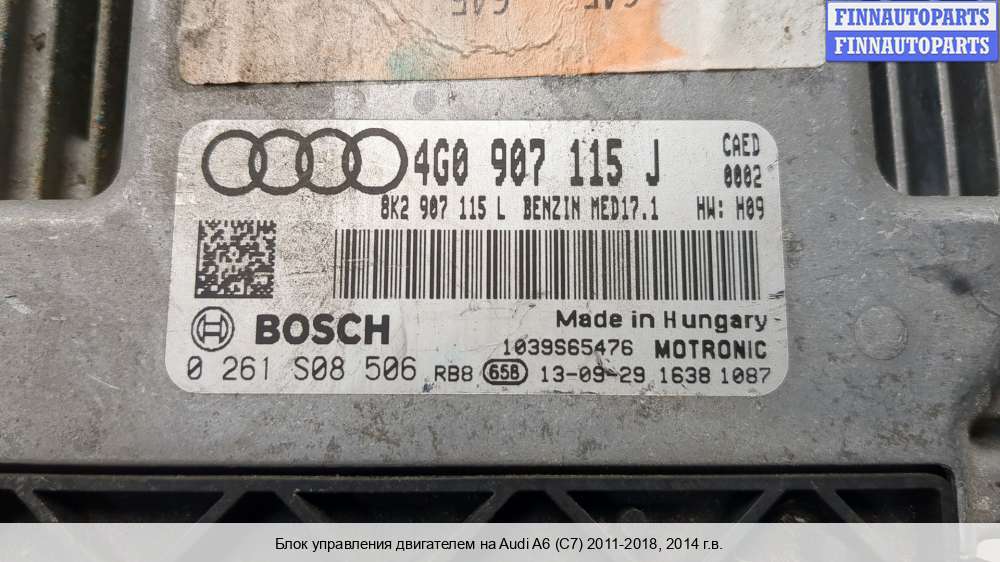 FINNAUTOPARTS
FINNAUTOPARTS
4G0 907 115 J
CAED
0002
8K2 907 115 L BENZIN MED17.1 HW: H09
BOSCH
Made in Hungary
1039S65476 MOTRONIC
0 261 S08 506 RB8 658 13-09-29 1638 1087
Блок управления двигателем на Audi A6 (C7) 2011-2018, 2014 г.в.